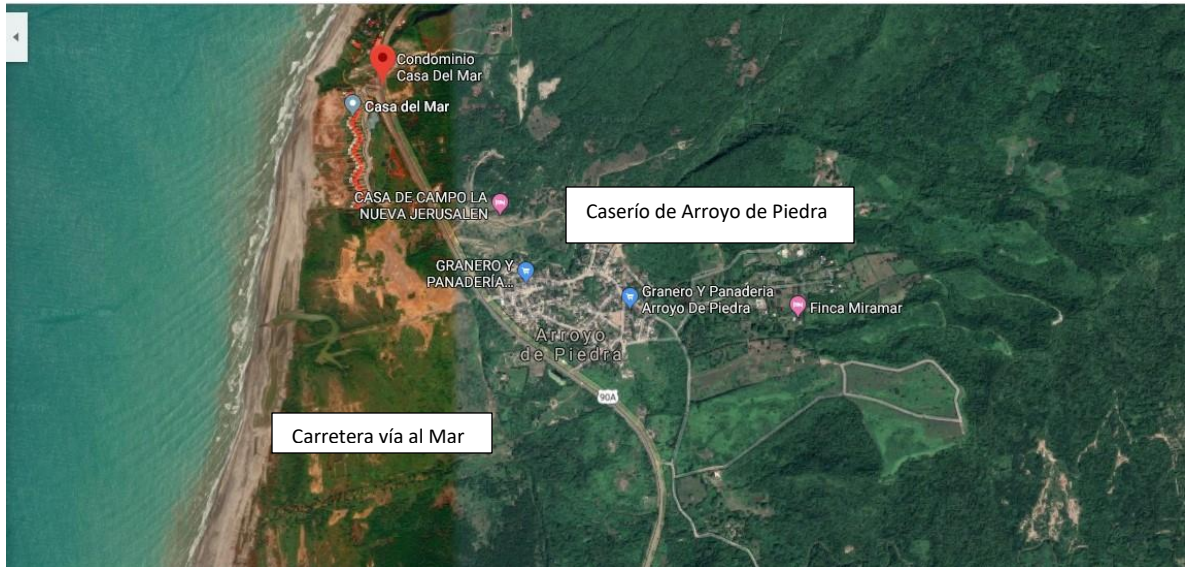 Condominio
Casa Del Mar
Casa del Mar
CASA DE CAMPO LA
NUEVA JERUSALEN
Caserío de Arroyo de Piedra
GRANERO Y
PANADERÍA...
Granero Y Panaderia
Arroyo De Piedra
Finca Miramar
Arroyo
de Piedra
90A
Carretera vía al Mar